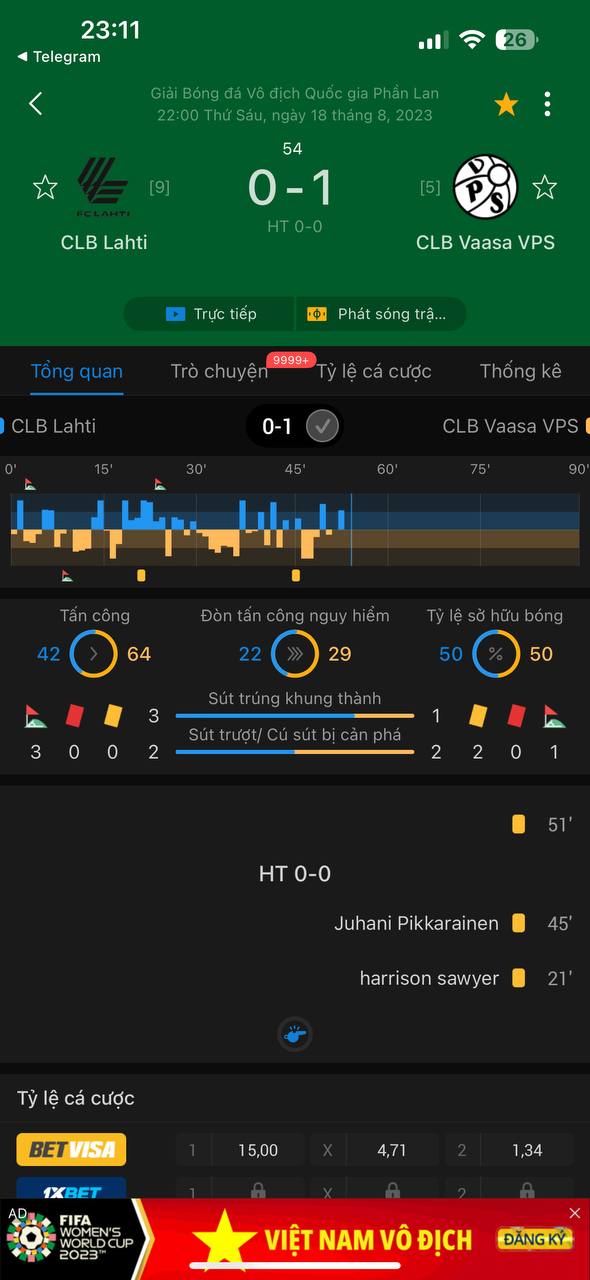 23:11
26
◀ Telegram
Giải Bóng đá Vô địch Quốc gia Phần Lan
22:00 Thứ Sáu, ngày 18 tháng 8, 2023
54
[9]
0-1
[5]
FC LAHTI
VPS
HT 0-0
CLB Lahti
CLB Vaasa VPS
Trực tiếp
Phát sóng trậ...
Tổng quan
Trò chuyện
9999+
Tỷ lệ cá cược
Thống kê
CLB Lahti
0-1
CLB Vaasa VPS
0' 15' 30' 45' 60' 75' 90'
Tấn công
Đòn tấn công nguy hiểm
Tỷ lệ sở hữu bóng
42 64
22 29
50 % 50
Sút trúng khung thành
3 1
Sút trượt/ Cú sút bị cản phá
3 0 0 2 2 2 0 1
51'
HT 0-0
Juhani Pikkarainen 45'
harrison sawyer 21'
Tỷ lệ cá cược
BETVISA 1 15,00 X 4,71 2 1,34
1XBET 1 X 2
AD
FIFA
WOMEN'S
WORLD CUP
2023™
VIỆT NAM VÔ ĐỊCH
ĐĂNG KÝ